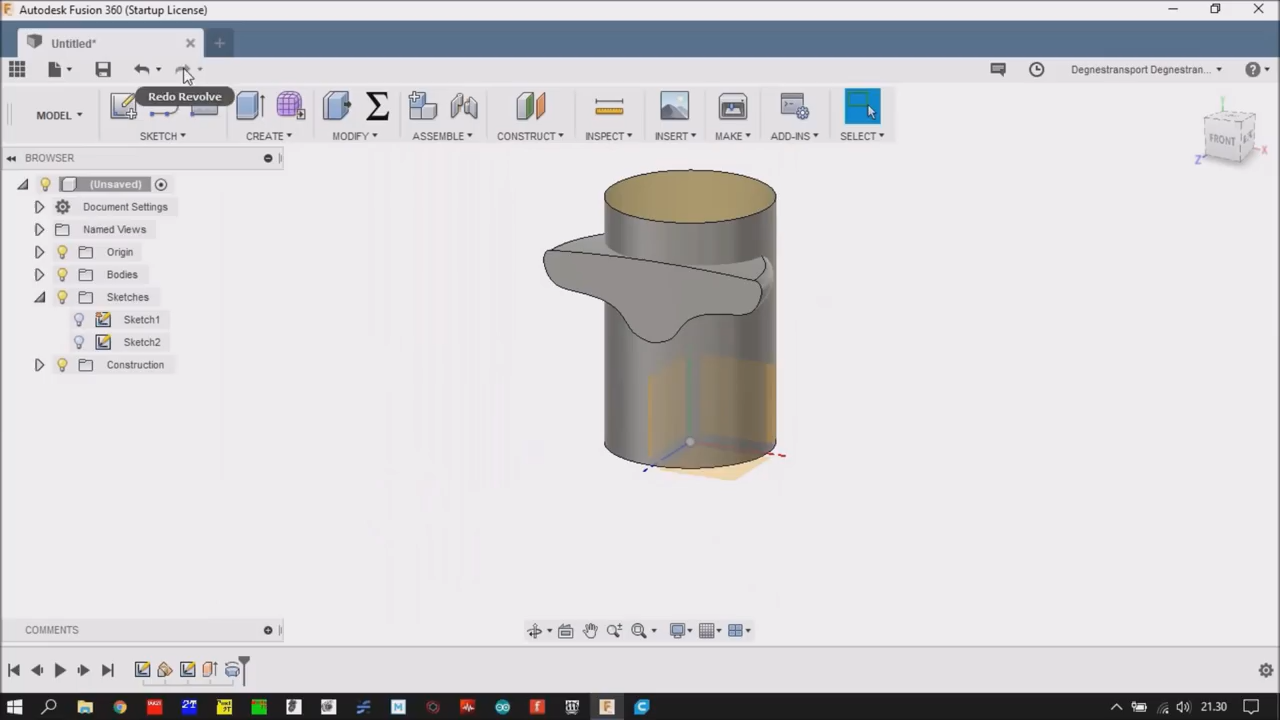 Autodesk Fusion 360 (Startup License)
Untitled*
Degnestransport Degnestran...
Redo Revolve
MODEL
SKETCH
CREATE
MODIFY
ASSEMBLE
CONSTRUCT
INSPECT
INSERT
MAKE
ADD-INS
SELECT
BROWSER
(Unsaved)
Document Settings
Named Views
Origin
Bodies
Sketches
Sketch1
Sketch2
Construction
FRONT
Y
X
Z
COMMENTS
21.30